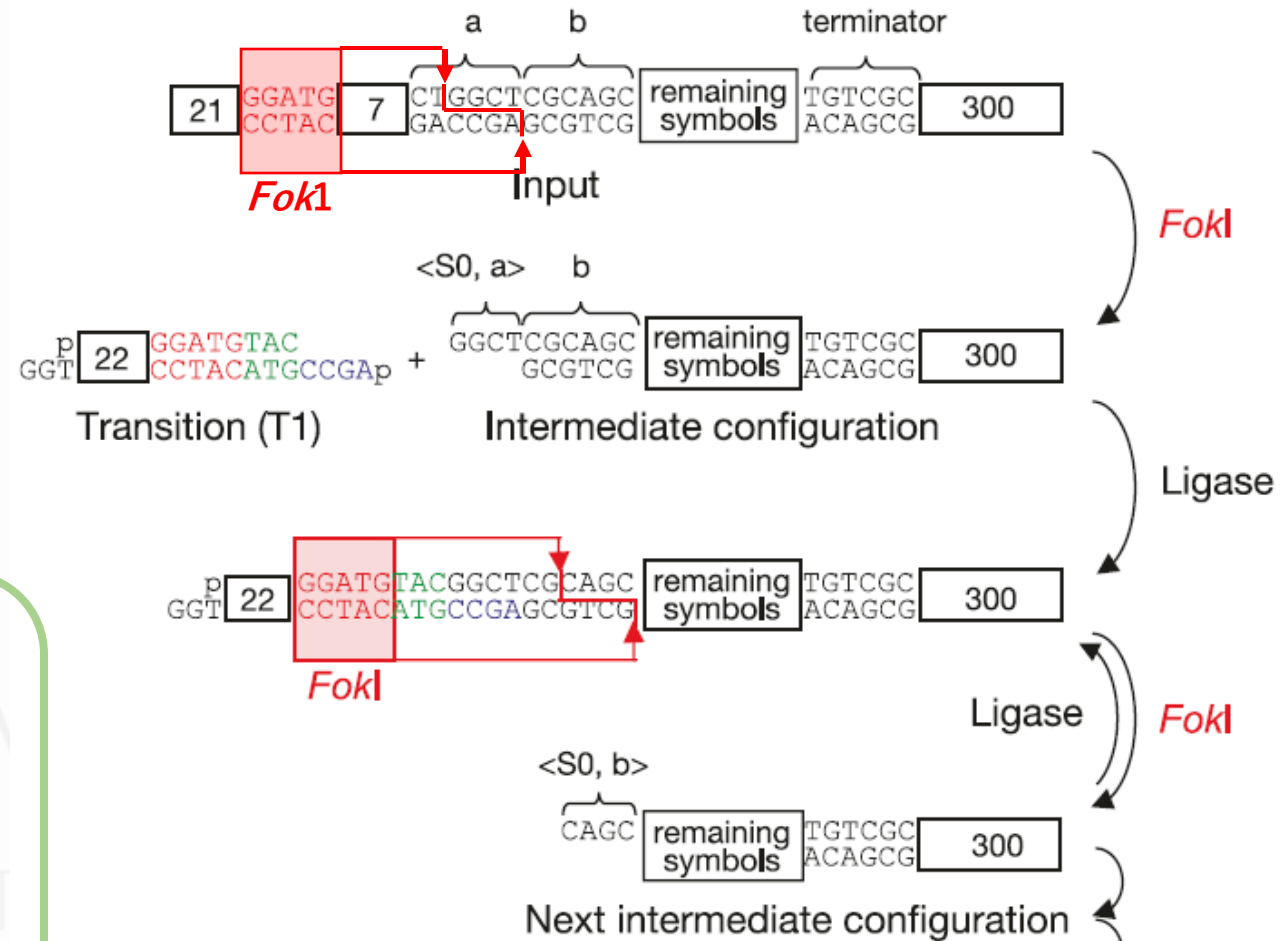 a b terminator
21 GGATG 7 CTGGCTCGCAGC remaining TGTCGC 300
CCTAC GACCGAGCGTCG symbols ACAGCG
Fok1 Input
FokI
<S0, a> b
p 22 GGATGTAC + GGCTCGCAGC remaining TGTCGC 300
GGT CCTACATGCCGAp GCGTCG symbols ACAGCG
Transition (T1) Intermediate configuration
Ligase
p 22 GGATGTACGGCTCGCAGC remaining TGTCGC 300
GGT CCTACATGCCGAGCGTCG symbols ACAGCG
FokI
Ligase FokI
<S0, b>
CAGC remaining TGTCGC 300
symbols ACAGCG
Next intermediate configuration